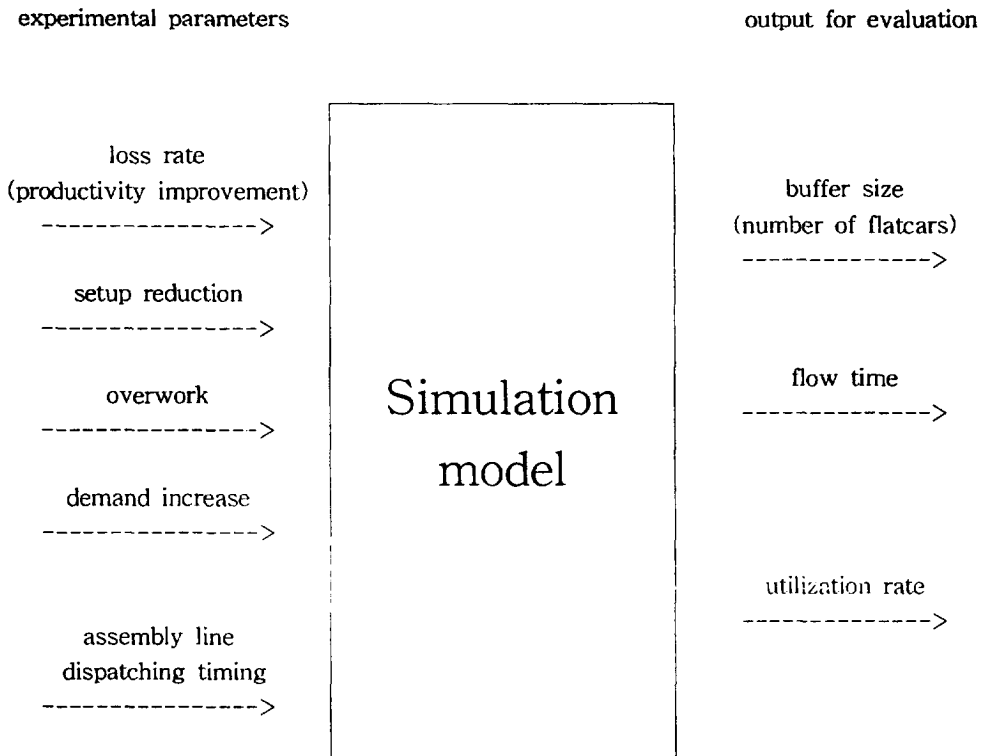 experimental parameters
output for evaluation
loss rate
(productivity improvement)
---------------->
setup reduction
---------------->
overwork
---------------->
demand increase
---------------->
assembly line
dispatching timing
---------------->
Simulation
model
buffer size
(number of flatcars)
-------------->
flow time
-------------->
utilization rate
-------------->